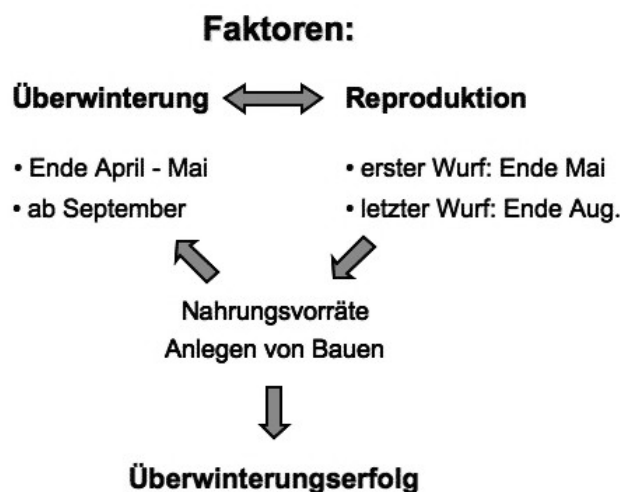 Faktoren:
Überwinterung
Reproduktion
• Ende April - Mai
• ab September
• erster Wurf: Ende Mai
• letzter Wurf: Ende Aug.
Nahrungsvorräte
Anlegen von Bauen
Überwinterungserfolg